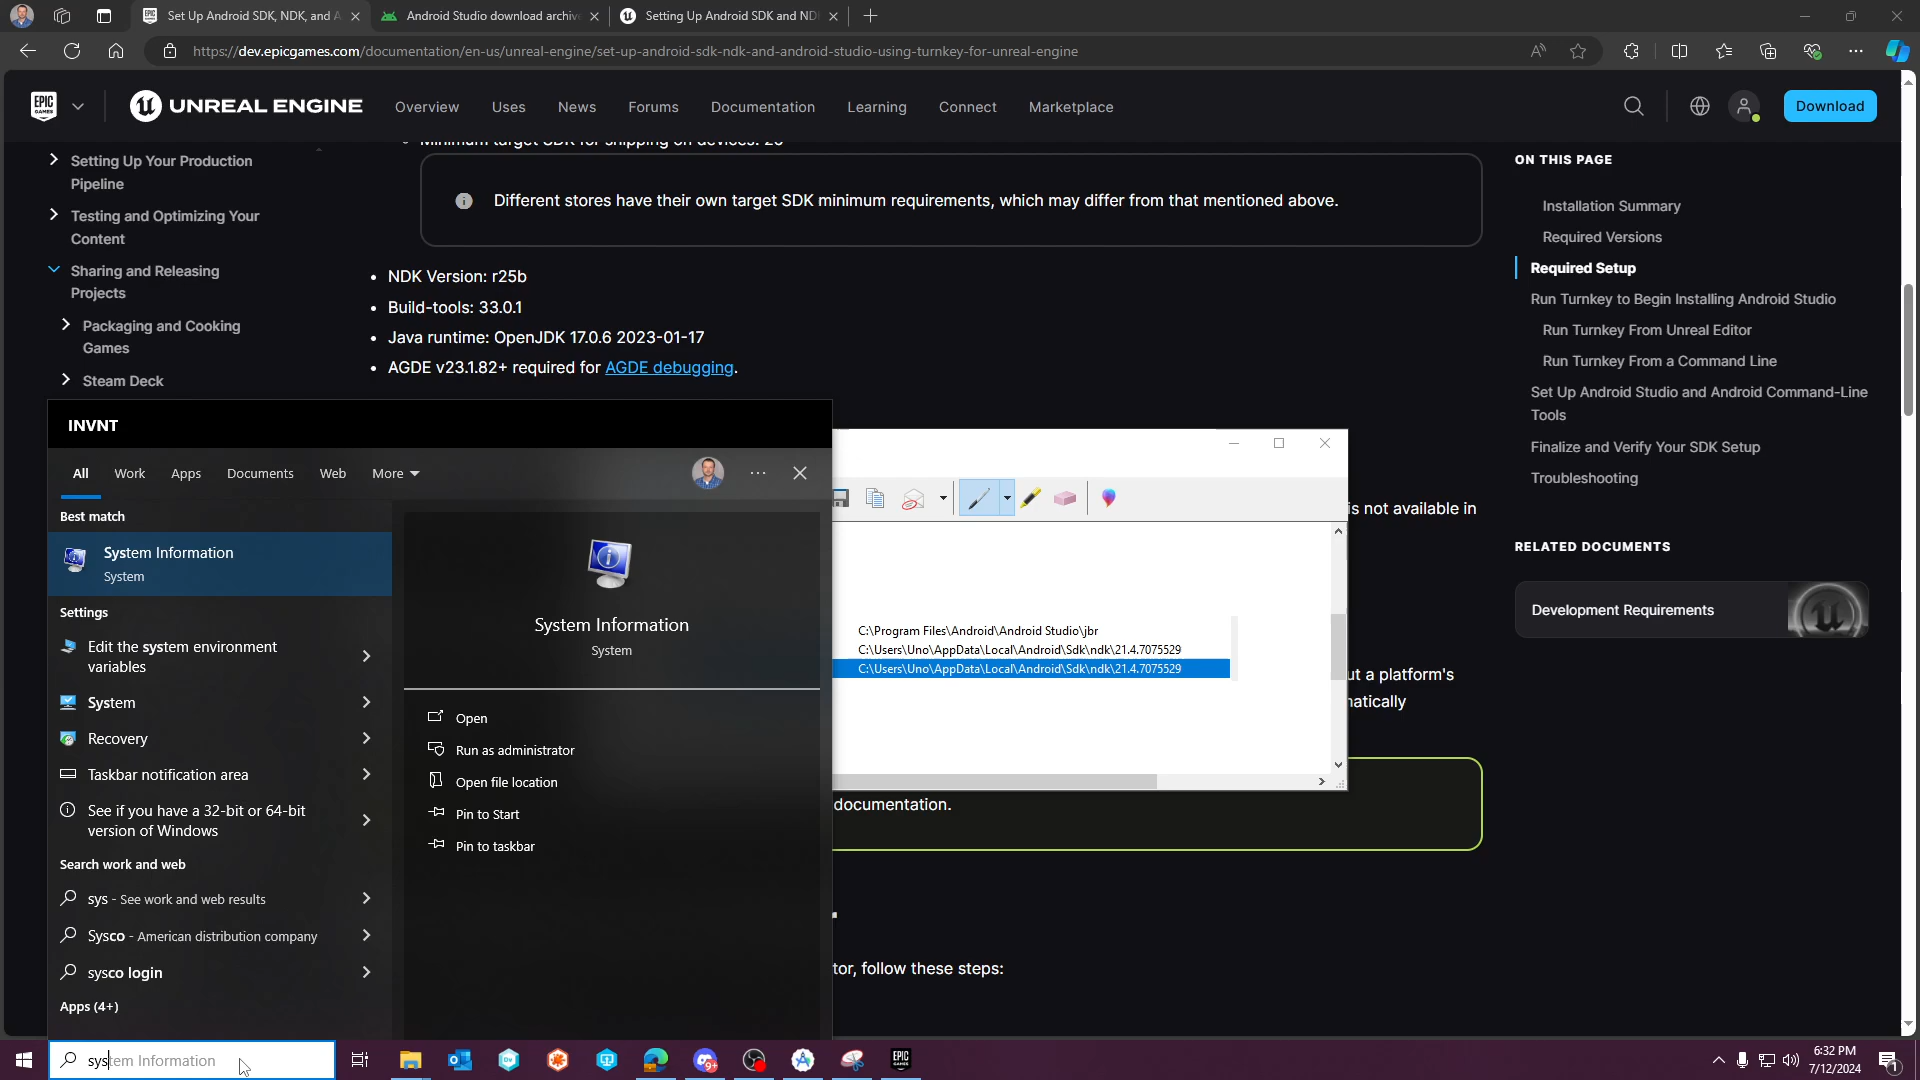 Set Up Android SDK, NDK, and A
Android Studio download archiv
Setting Up Android SDK and ND
https://dev.epicgames.com/documentation/en-us/unreal-engine/set-up-android-sdk-ndk-and-android-studio-using-turnkey-for-unreal-engine
EPIC GAMES
UNREAL ENGINE
Overview
Uses
News
Forums
Documentation
Learning
Connect
Marketplace
Download
Setting Up Your Production
Pipeline
Testing and Optimizing Your
Content
Sharing and Releasing
Projects
Packaging and Cooking
Games
Steam Deck
Different stores have their own target SDK minimum requirements, which may differ from that mentioned above.
• NDK Version: r25b
• Build-tools: 33.0.1
• Java runtime: OpenJDK 17.0.6 2023-01-17
• AGDE v23.1.82+ required for AGDE debugging.
is not available in
ut a platform's
natically
documentation.
tor, follow these steps:
ON THIS PAGE
Installation Summary
Required Versions
Required Setup
Run Turnkey to Begin Installing Android Studio
Run Turnkey From Unreal Editor
Run Turnkey From a Command Line
Set Up Android Studio and Android Command-Line
Tools
Finalize and Verify Your SDK Setup
Troubleshooting
RELATED DOCUMENTS
Development Requirements
C:\Program Files\Android\Android Studio\jbr
C:\Users\Uno\AppData\Local\Android\Sdk\ndk\21.4.7075529
C:\Users\Uno\AppData\Local\Android\Sdk\ndk\21.4.7075529
INVNT
All
Work
Apps
Documents
Web
More
Best match
System Information
System
Settings
Edit the system environment
variables
System
Recovery
Taskbar notification area
See if you have a 32-bit or 64-bit
version of Windows
Search work and web
sys - See work and web results
Sysco - American distribution company
sysco login
Apps (4+)
System Information
System
Open
Run as administrator
Open file location
Pin to Start
Pin to taskbar
system Information
9+
EPIC GAMES
6:32 PM
7/12/2024
1